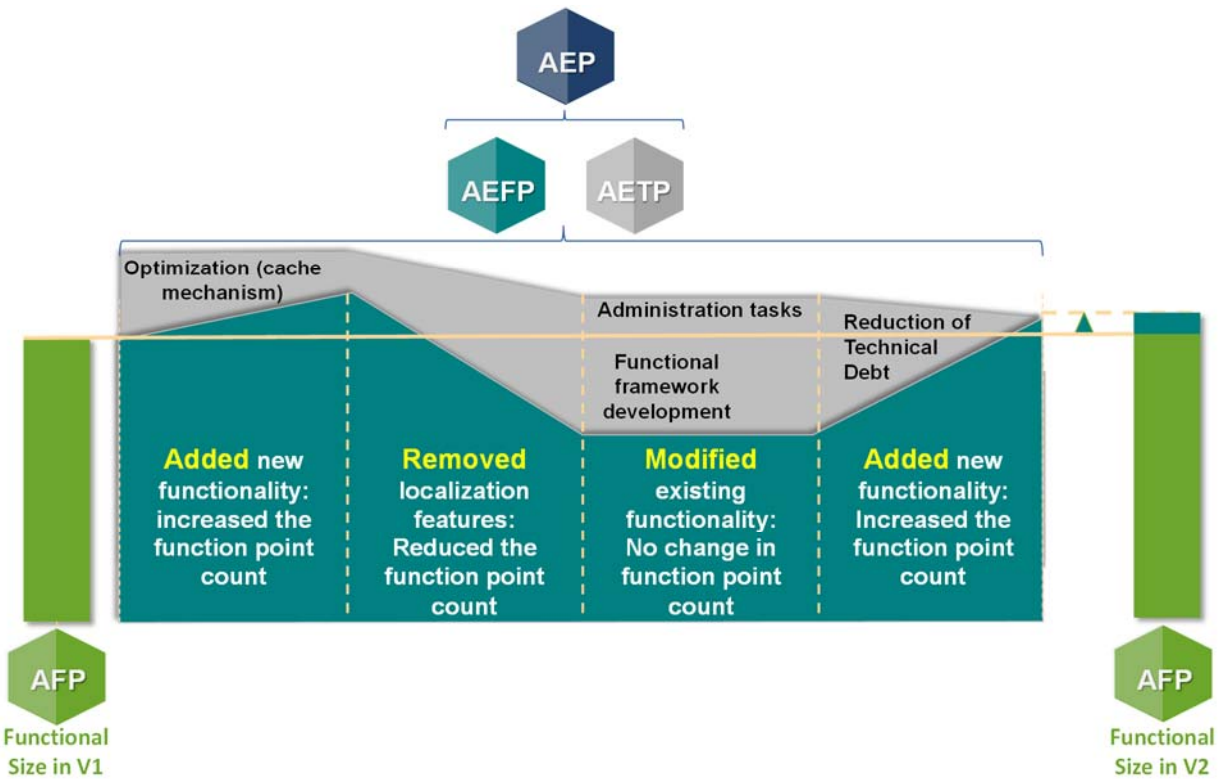 AEP
AEFP
AETP
Optimization (cache
mechanism)
Administration tasks
Functional
framework
development
Reduction of
Technical
Debt
Added new
functionality:
increased the
function point
count
Removed
localization
features:
Reduced the
function point
count
Modified
existing
functionality:
No change in
function point
count
Added new
functionality:
Increased the
function point
count
AFP
Functional
Size in V1
AFP
Functional
Size in V2